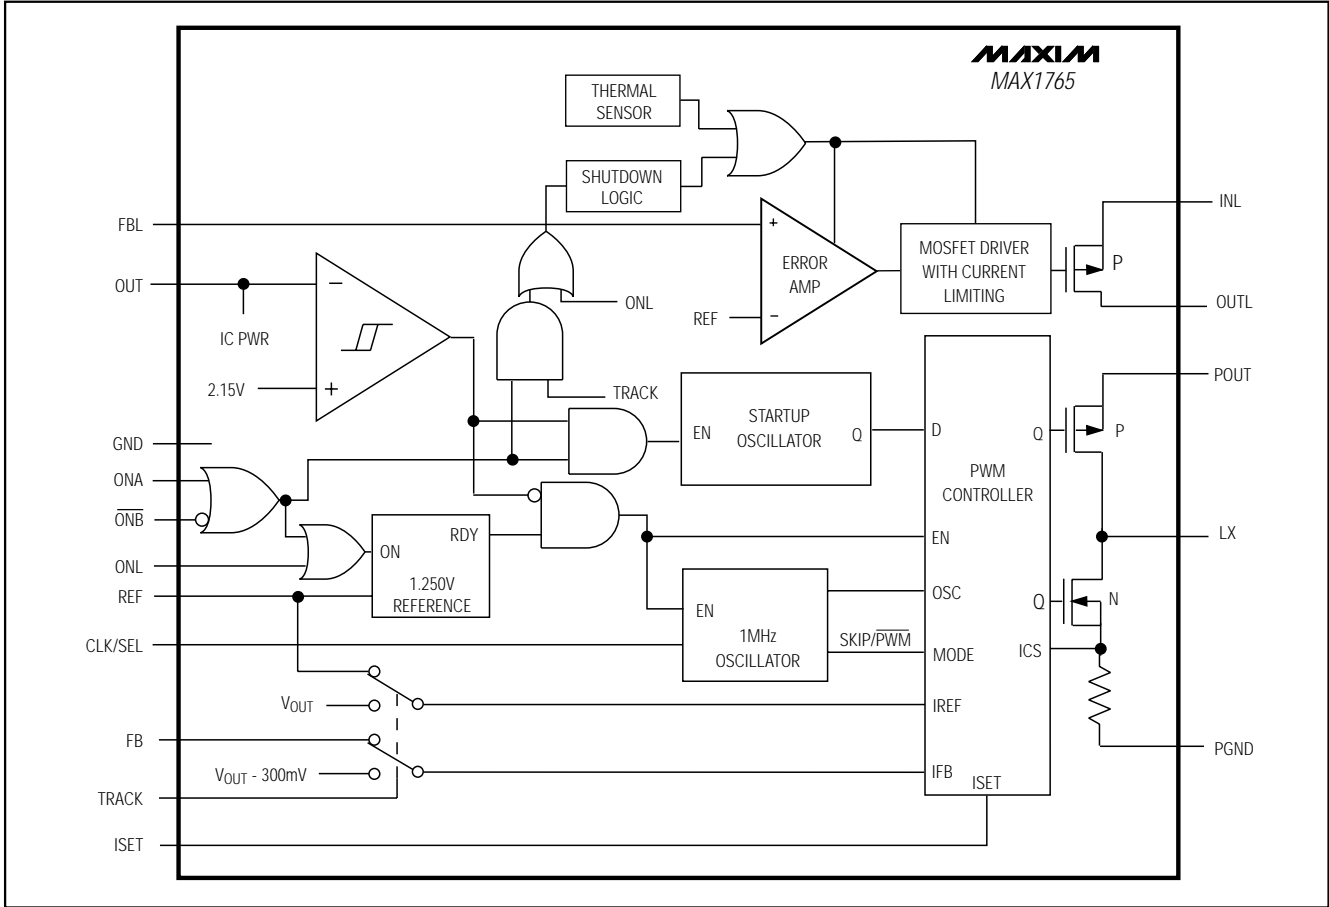 MAXIM
MAX1765
THERMAL
SENSOR
SHUTDOWN
LOGIC
INL
FBL
+
MOSFET DRIVER
WITH CURRENT
LIMITING
P
ERROR
AMP
OUT
−
ONL
OUTL
REF
−
IC PWR
2.15V
+
TRACK
POUT
STARTUP
OSCILLATOR
EN
Q
D
Q
P
GND
PWM
CONTROLLER
ONA
ONB
RDY
ON
EN
LX
ONL
1.250V
REFERENCE
REF
EN
OSC
Q
N
CLK/SEL
1MHz
OSCILLATOR
SKIP/PWM
MODE
ICS
VOUT
IREF
FB
PGND
VOUT - 300mV
IFB
ISET
TRACK
ISET